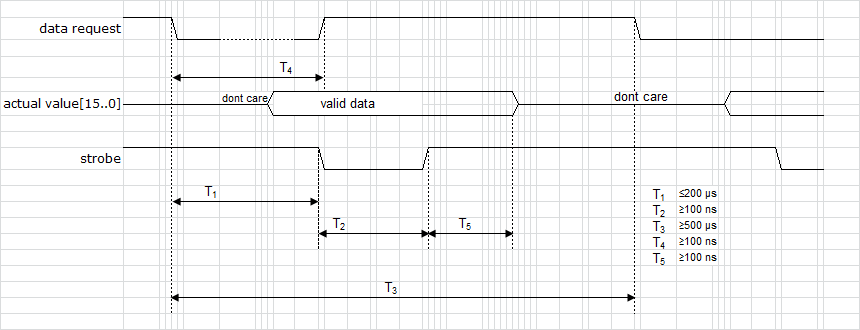 data request
T4
actual value[15..0]
dont care
valid data
dont care
strobe
T1
T2
T5
T1 ≤200 µs
T2 ≥100 ns
T3 ≥500 µs
T4 ≥100 ns
T5 ≥100 ns
T3